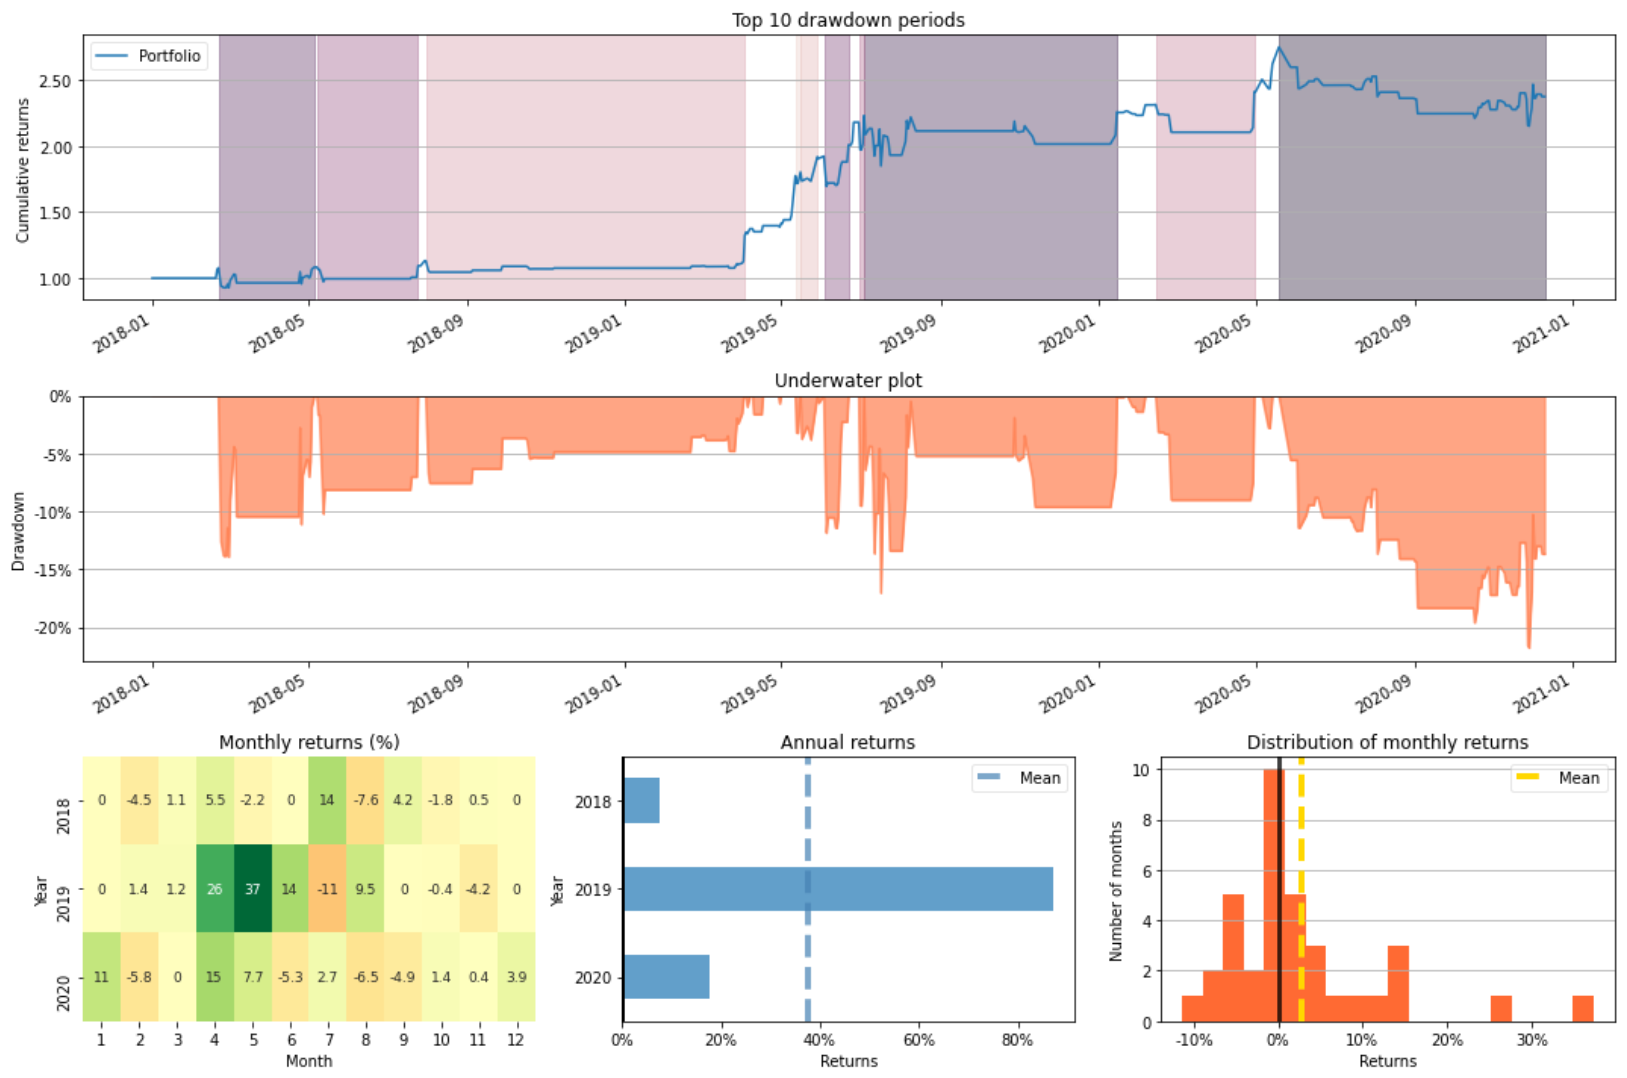 Top 10 drawdown periods
Portfolio
Cumulative returns
2.50
2.00
1.50
1.00
2018-01 2018-05 2018-09 2019-01 2019-05 2019-09 2020-01 2020-05 2020-09 2021-01
Underwater plot
Drawdown
0%
-5%
-10%
-15%
-20%
2018-01 2018-05 2018-09 2019-01 2019-05 2019-09 2020-01 2020-05 2020-09 2021-01
Monthly returns (%)
Year
2018 0 -4.5 1.1 5.5 -2.2 0 14 -7.6 4.2 -1.8 0.5 0
2019 0 1.4 1.2 26 37 14 -11 9.5 0 -0.4 -4.2 0
2020 11 -5.8 0 15 7.7 -5.3 2.7 -6.5 -4.9 1.4 0.4 3.9
1 2 3 4 5 6 7 8 9 10 11 12
Month
Annual returns
Mean
Year
2018
2019
2020
0% 20% 40% 60% 80%
Returns
Distribution of monthly returns
Mean
Number of months
10
8
6
4
2
0
-10% 0% 10% 20% 30%
Returns